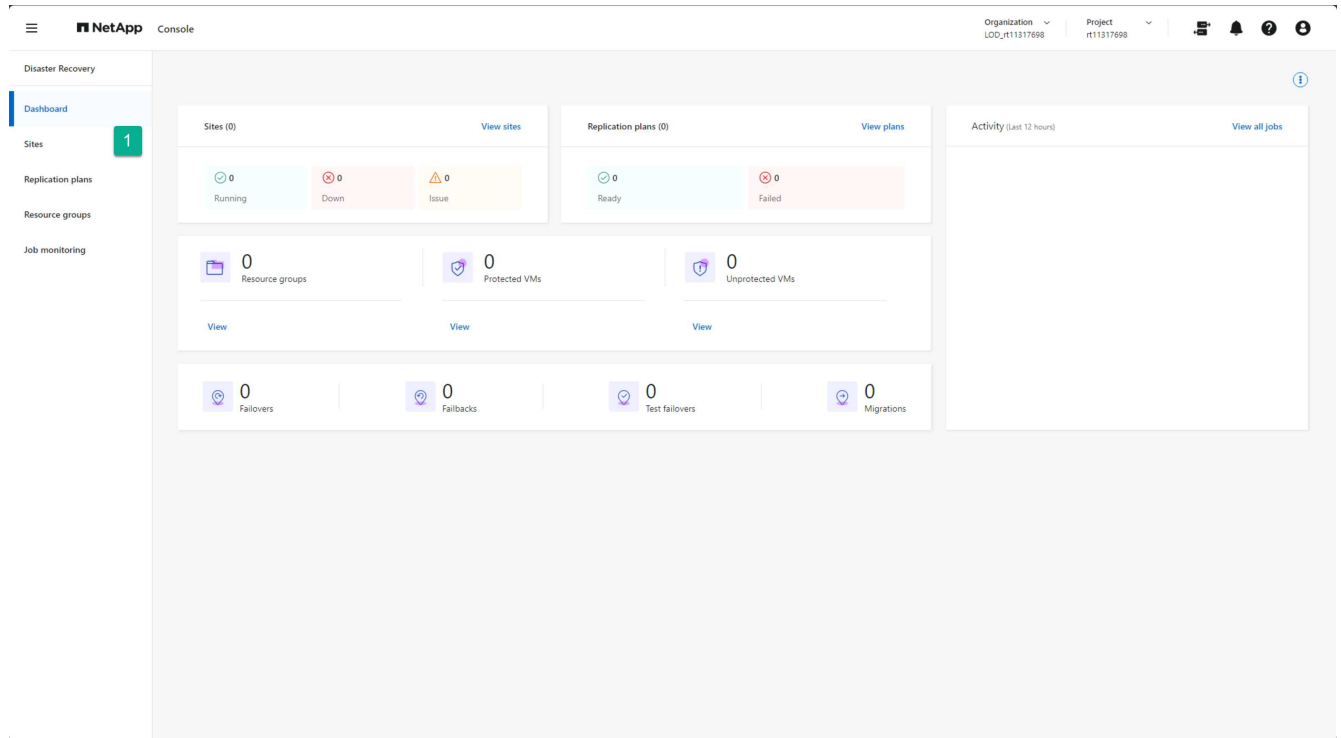 NetApp Console
Organization
LOD_rt11317698
Project
rt11317698
Disaster Recovery
Dashboard
Sites
1
Replication plans
Resource groups
Job monitoring
Sites (0)
View sites
0
Running
0
Down
0
Issue
Replication plans (0)
View plans
0
Ready
0
Failed
Activity (Last 12 hours)
View all jobs
0
Resource groups
View
0
Protected VMs
View
0
Unprotected VMs
View
0
Failovers
0
Failbacks
0
Test failovers
0
Migrations